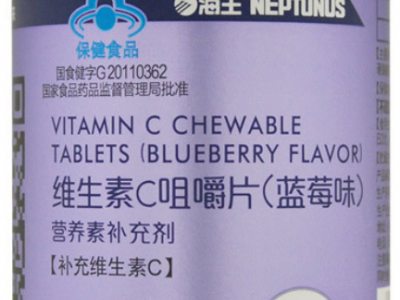 海王 NEPTUNUS
保健食品
国食健字G20110362
国家食品药品监督管理局批准
VITAMIN C CHEWABLE
TABLETS (BLUEBERRY FLAVOR)
维生素C咀嚼片(蓝莓味)
营养素补充剂
【补充维生素C】